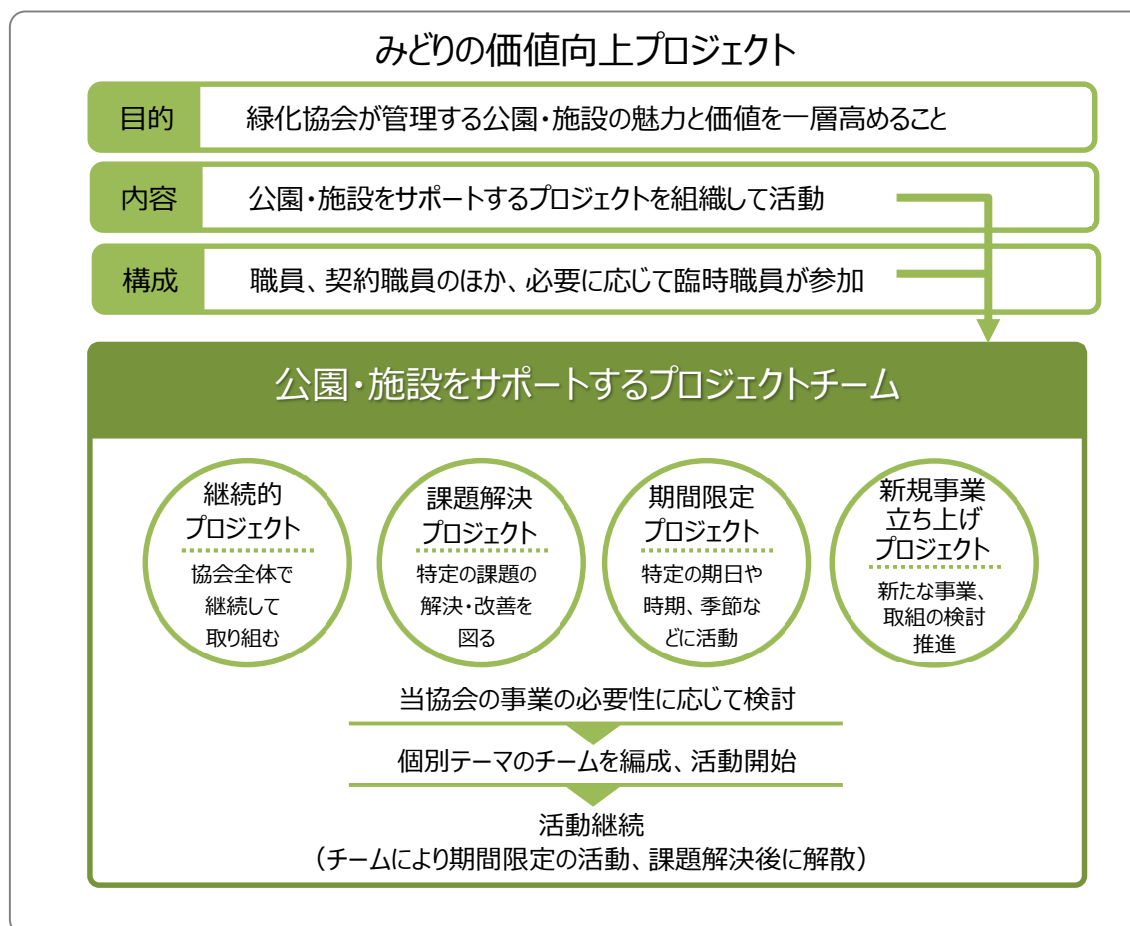 みどりの価値向上プロジェクト
目的
緑化協会が管理する公園・施設の魅力と価値を一層高めること
内容
公園・施設をサポートするプロジェクトを組織して活動
構成
職員、契約職員のほか、必要に応じて臨時職員が参加
公園・施設をサポートするプロジェクトチーム
継続的
プロジェクト
協会全体で
継続して
取り組む
課題解決
プロジェクト
特定の課題の
解決・改善を
図る
期間限定
プロジェクト
特定の期日や
時期、季節な
どに活動
新規事業
立ち上げ
プロジェクト
新たな事業、
取組の検討
推進
当協会の事業の必要性に応じて検討
個別テーマのチームを編成、活動開始
活動継続
（チームにより期間限定の活動、課題解決後に解散）